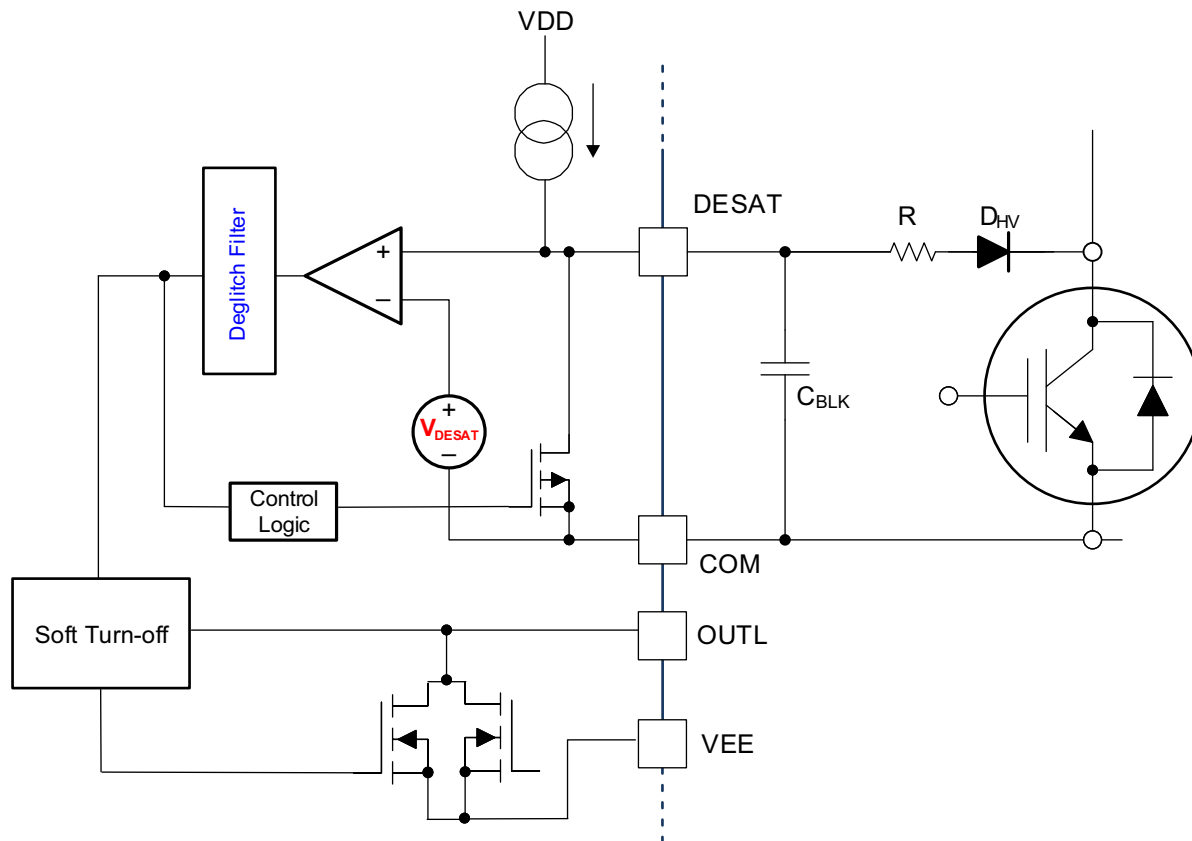 VDD
DESAT
R
DHV
Deglitch Filter
+
−
+
VDESAT
−
CBLK
Control
Logic
COM
Soft Turn-off
OUTL
VEE